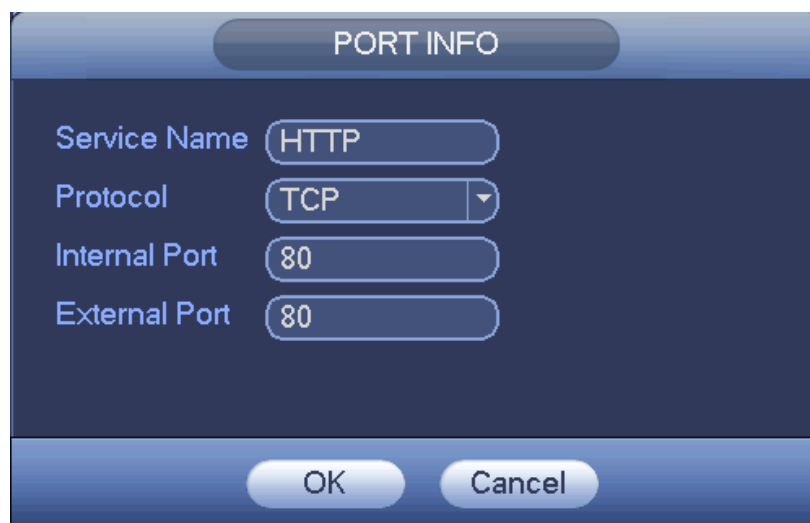 PORT INFO
Service Name HTTP
Protocol TCP
Internal Port 80
External Port 80
OK Cancel